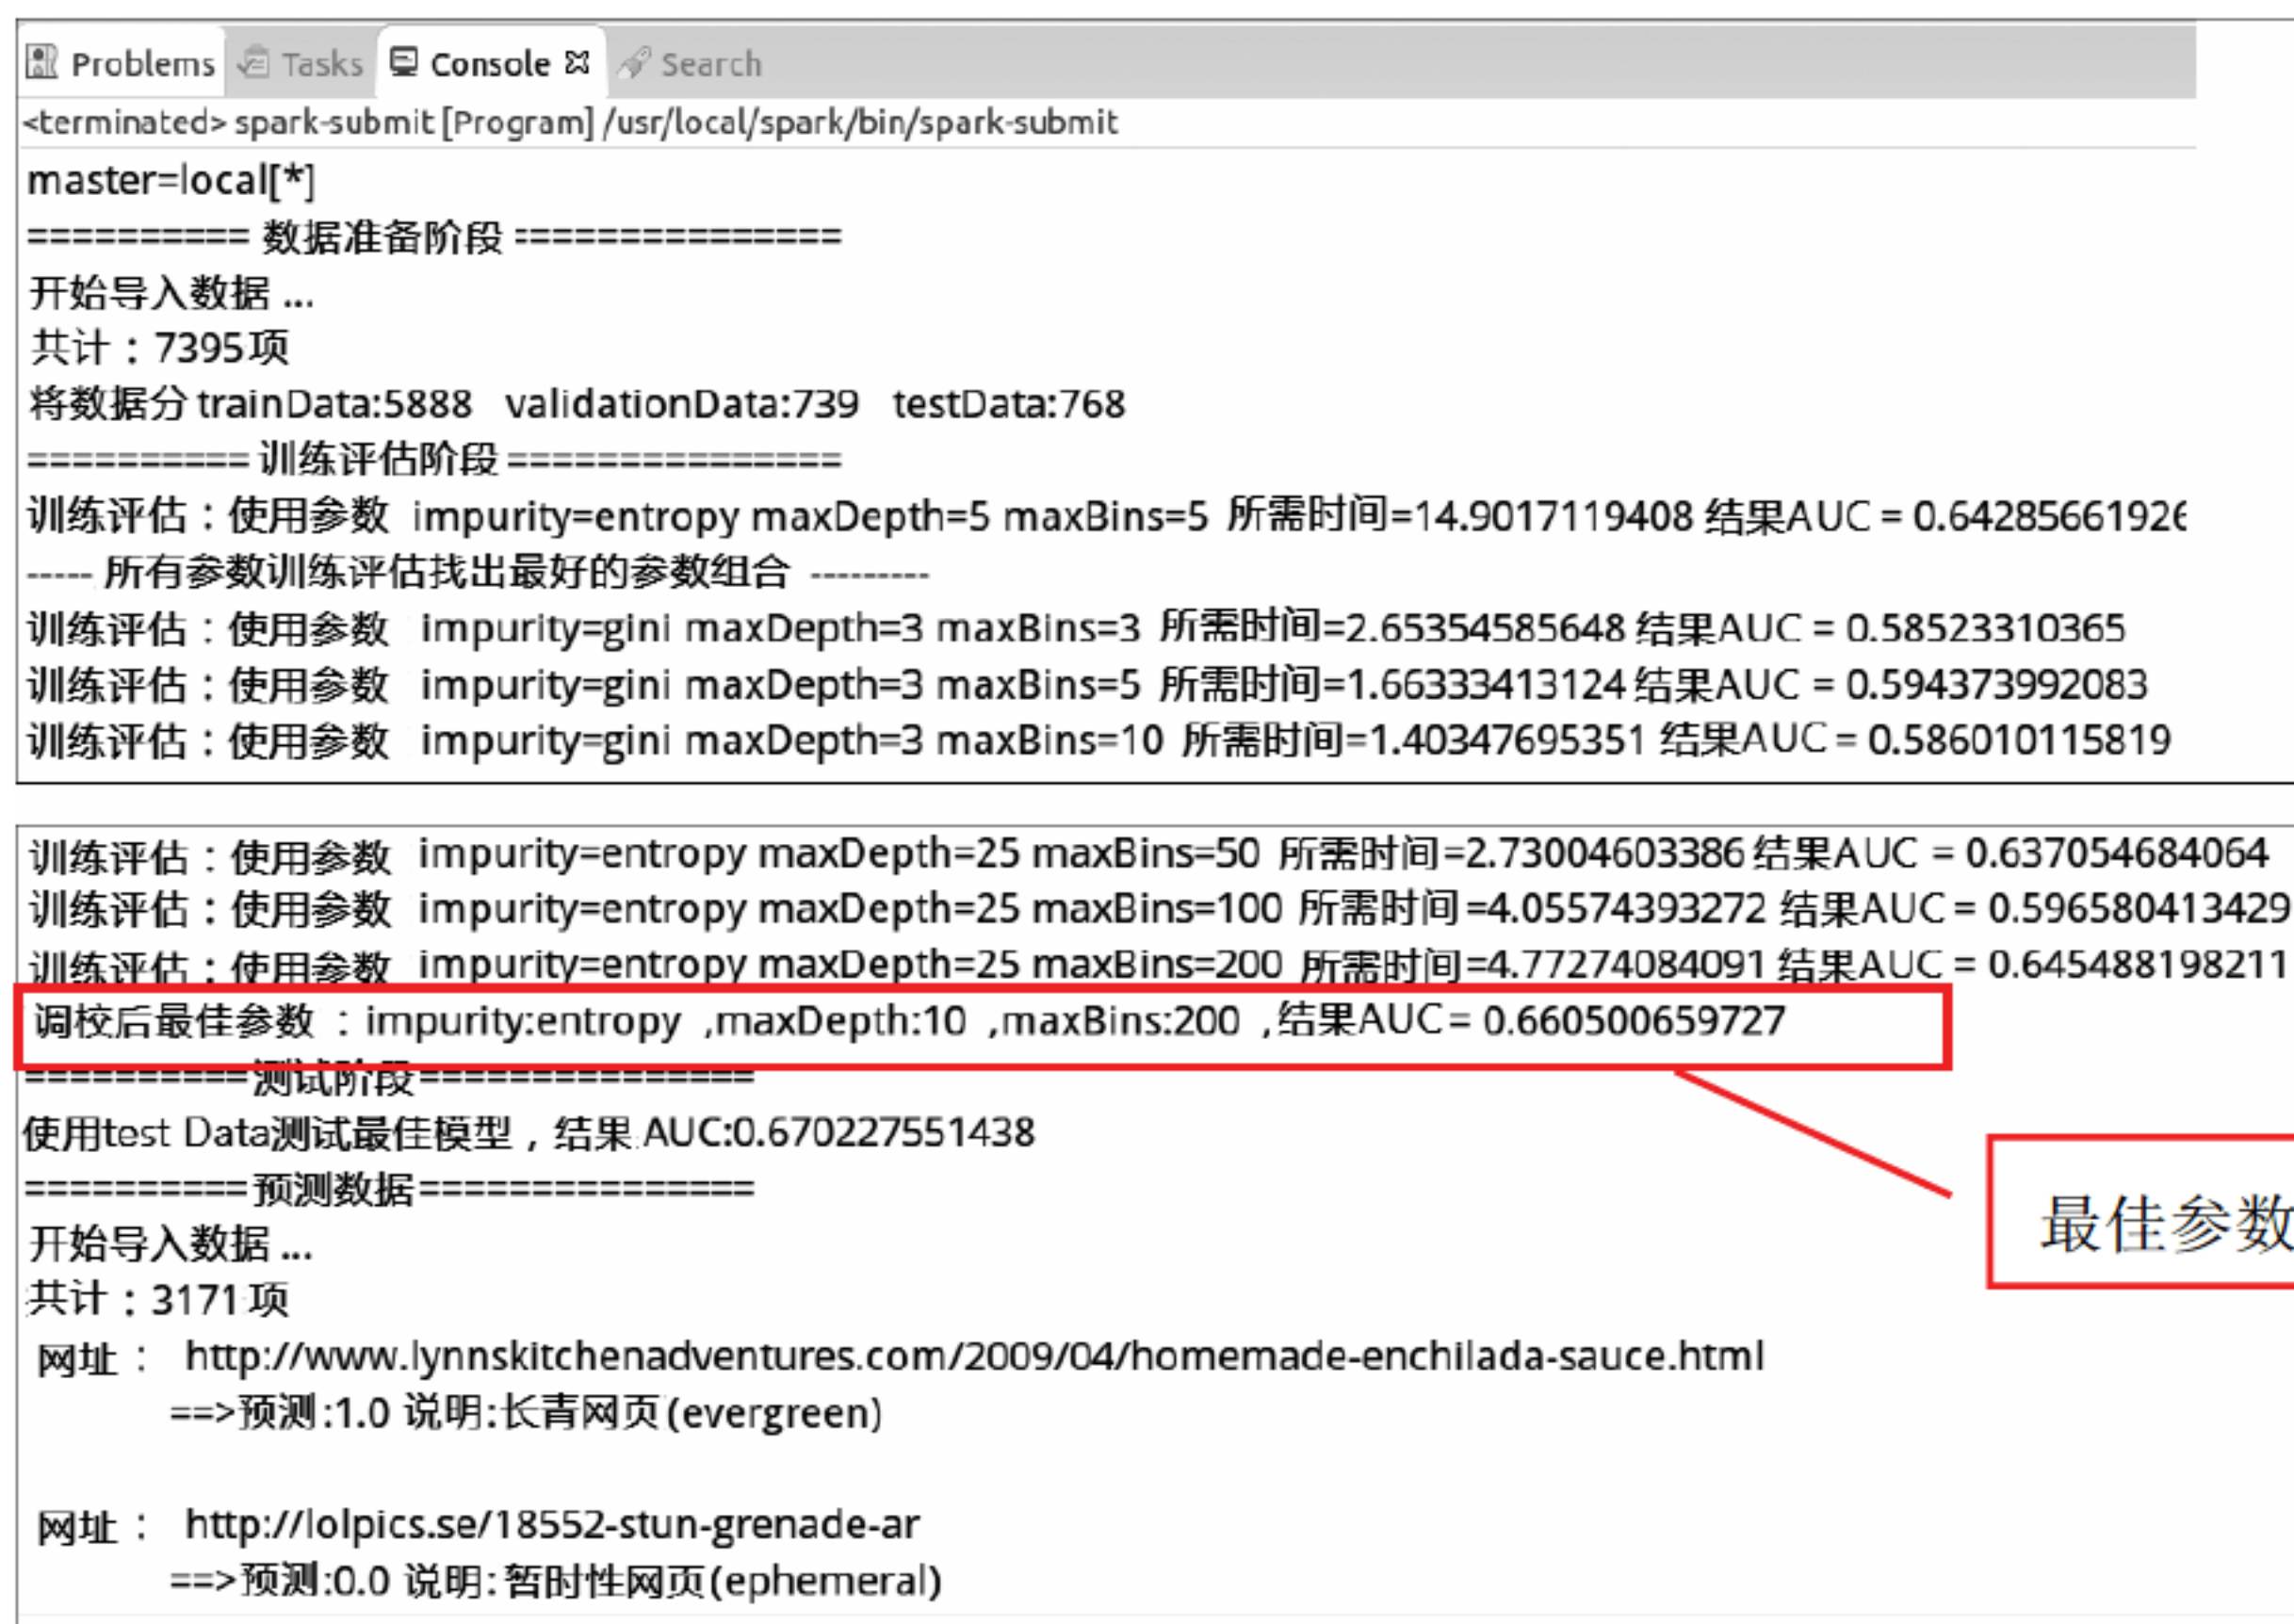 Problems Tasks Console Search
<terminated> spark-submit [Program] /usr/local/spark/bin/spark-submit
master=local[*]
========== 数据准备阶段 ===============
开始导入数据 ...
共计：7395项
将数据分 trainData:5888 validationData:739 testData:768
========== 训练评估阶段 ===============
训练评估：使用参数 impurity=entropy maxDepth=5 maxBins=5 所需时间=14.9017119408 结果AUC = 0.64285661926
----- 所有参数训练评估找出最好的参数组合 ---------
训练评估：使用参数 impurity=gini maxDepth=3 maxBins=3 所需时间=2.65354585648 结果AUC = 0.58523310365
训练评估：使用参数 impurity=gini maxDepth=3 maxBins=5 所需时间=1.66333413124 结果AUC = 0.594373992083
训练评估：使用参数 impurity=gini maxDepth=3 maxBins=10 所需时间=1.40347695351 结果AUC = 0.586010115819
训练评估：使用参数 impurity=entropy maxDepth=25 maxBins=50 所需时间=2.73004603386 结果AUC = 0.637054684064
训练评估：使用参数 impurity=entropy maxDepth=25 maxBins=100 所需时间=4.05574393272 结果AUC = 0.596580413429
训练评估：使用参数 impurity=entropy maxDepth=25 maxBins=200 所需时间=4.77274084091 结果AUC = 0.645488198211
调校后最佳参数 ：impurity:entropy ,maxDepth:10 ,maxBins:200 ,结果AUC = 0.660500659727
========== 测试阶段 ===============
使用test Data测试最佳模型，结果 AUC:0.670227551438
========== 预测数据 ===============
最佳参数
开始导入数据 ...
共计：3171项
网址： http://www.lynnskitchenadventures.com/2009/04/homemade-enchilada-sauce.html
==>预测:1.0 说明:长青网页(evergreen)
网址： http://lolpics.se/18552-stun-grenade-ar
==>预测:0.0 说明:暂时性网页(ephemeral)